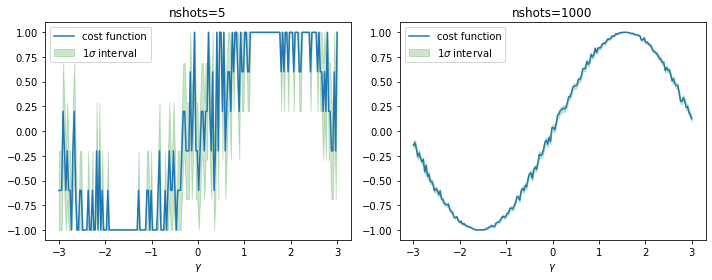 nshots=5
cost function
1σ interval
1.00
0.75
0.50
0.25
0.00
−0.25
−0.50
−0.75
−1.00
−3 −2 −1 0 1 2 3
γ
nshots=1000
cost function
1σ interval
1.00
0.75
0.50
0.25
0.00
−0.25
−0.50
−0.75
−1.00
−3 −2 −1 0 1 2 3
γ